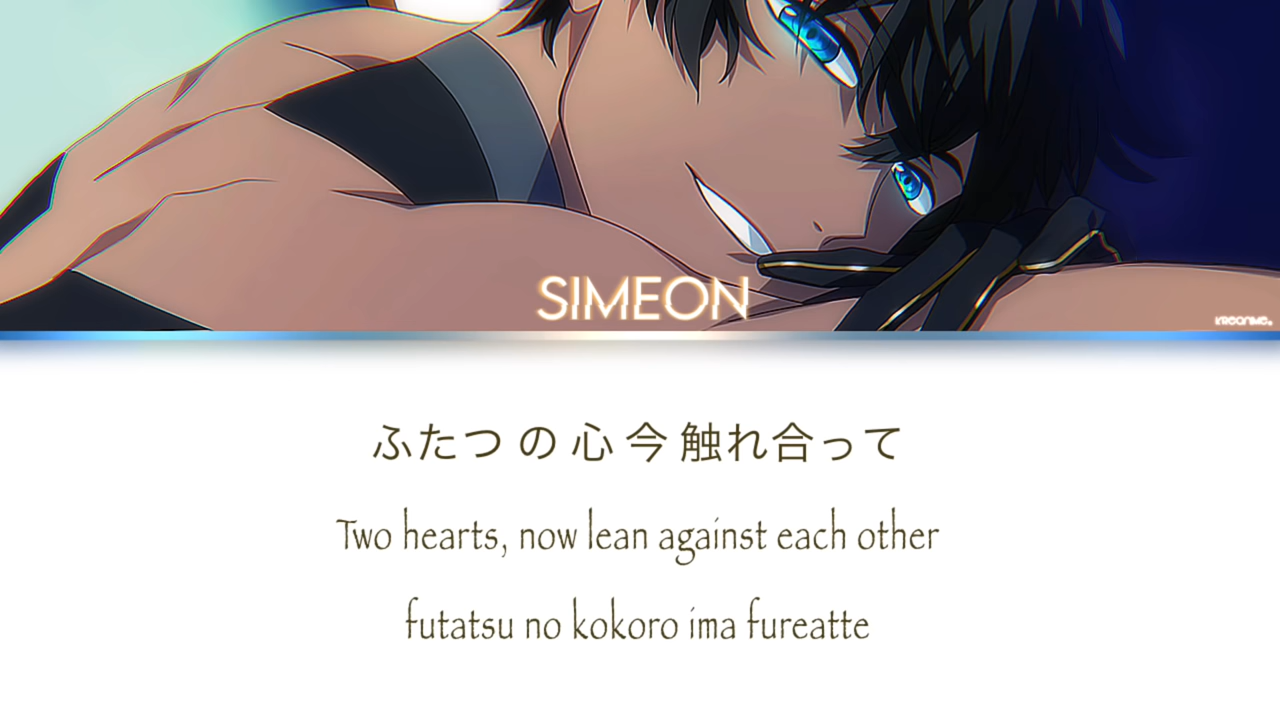 SIMEON
kreanime.
ふたつ の 心 今 触れ合って
Two hearts, now lean against each other
futatsu no kokoro ima fureatte